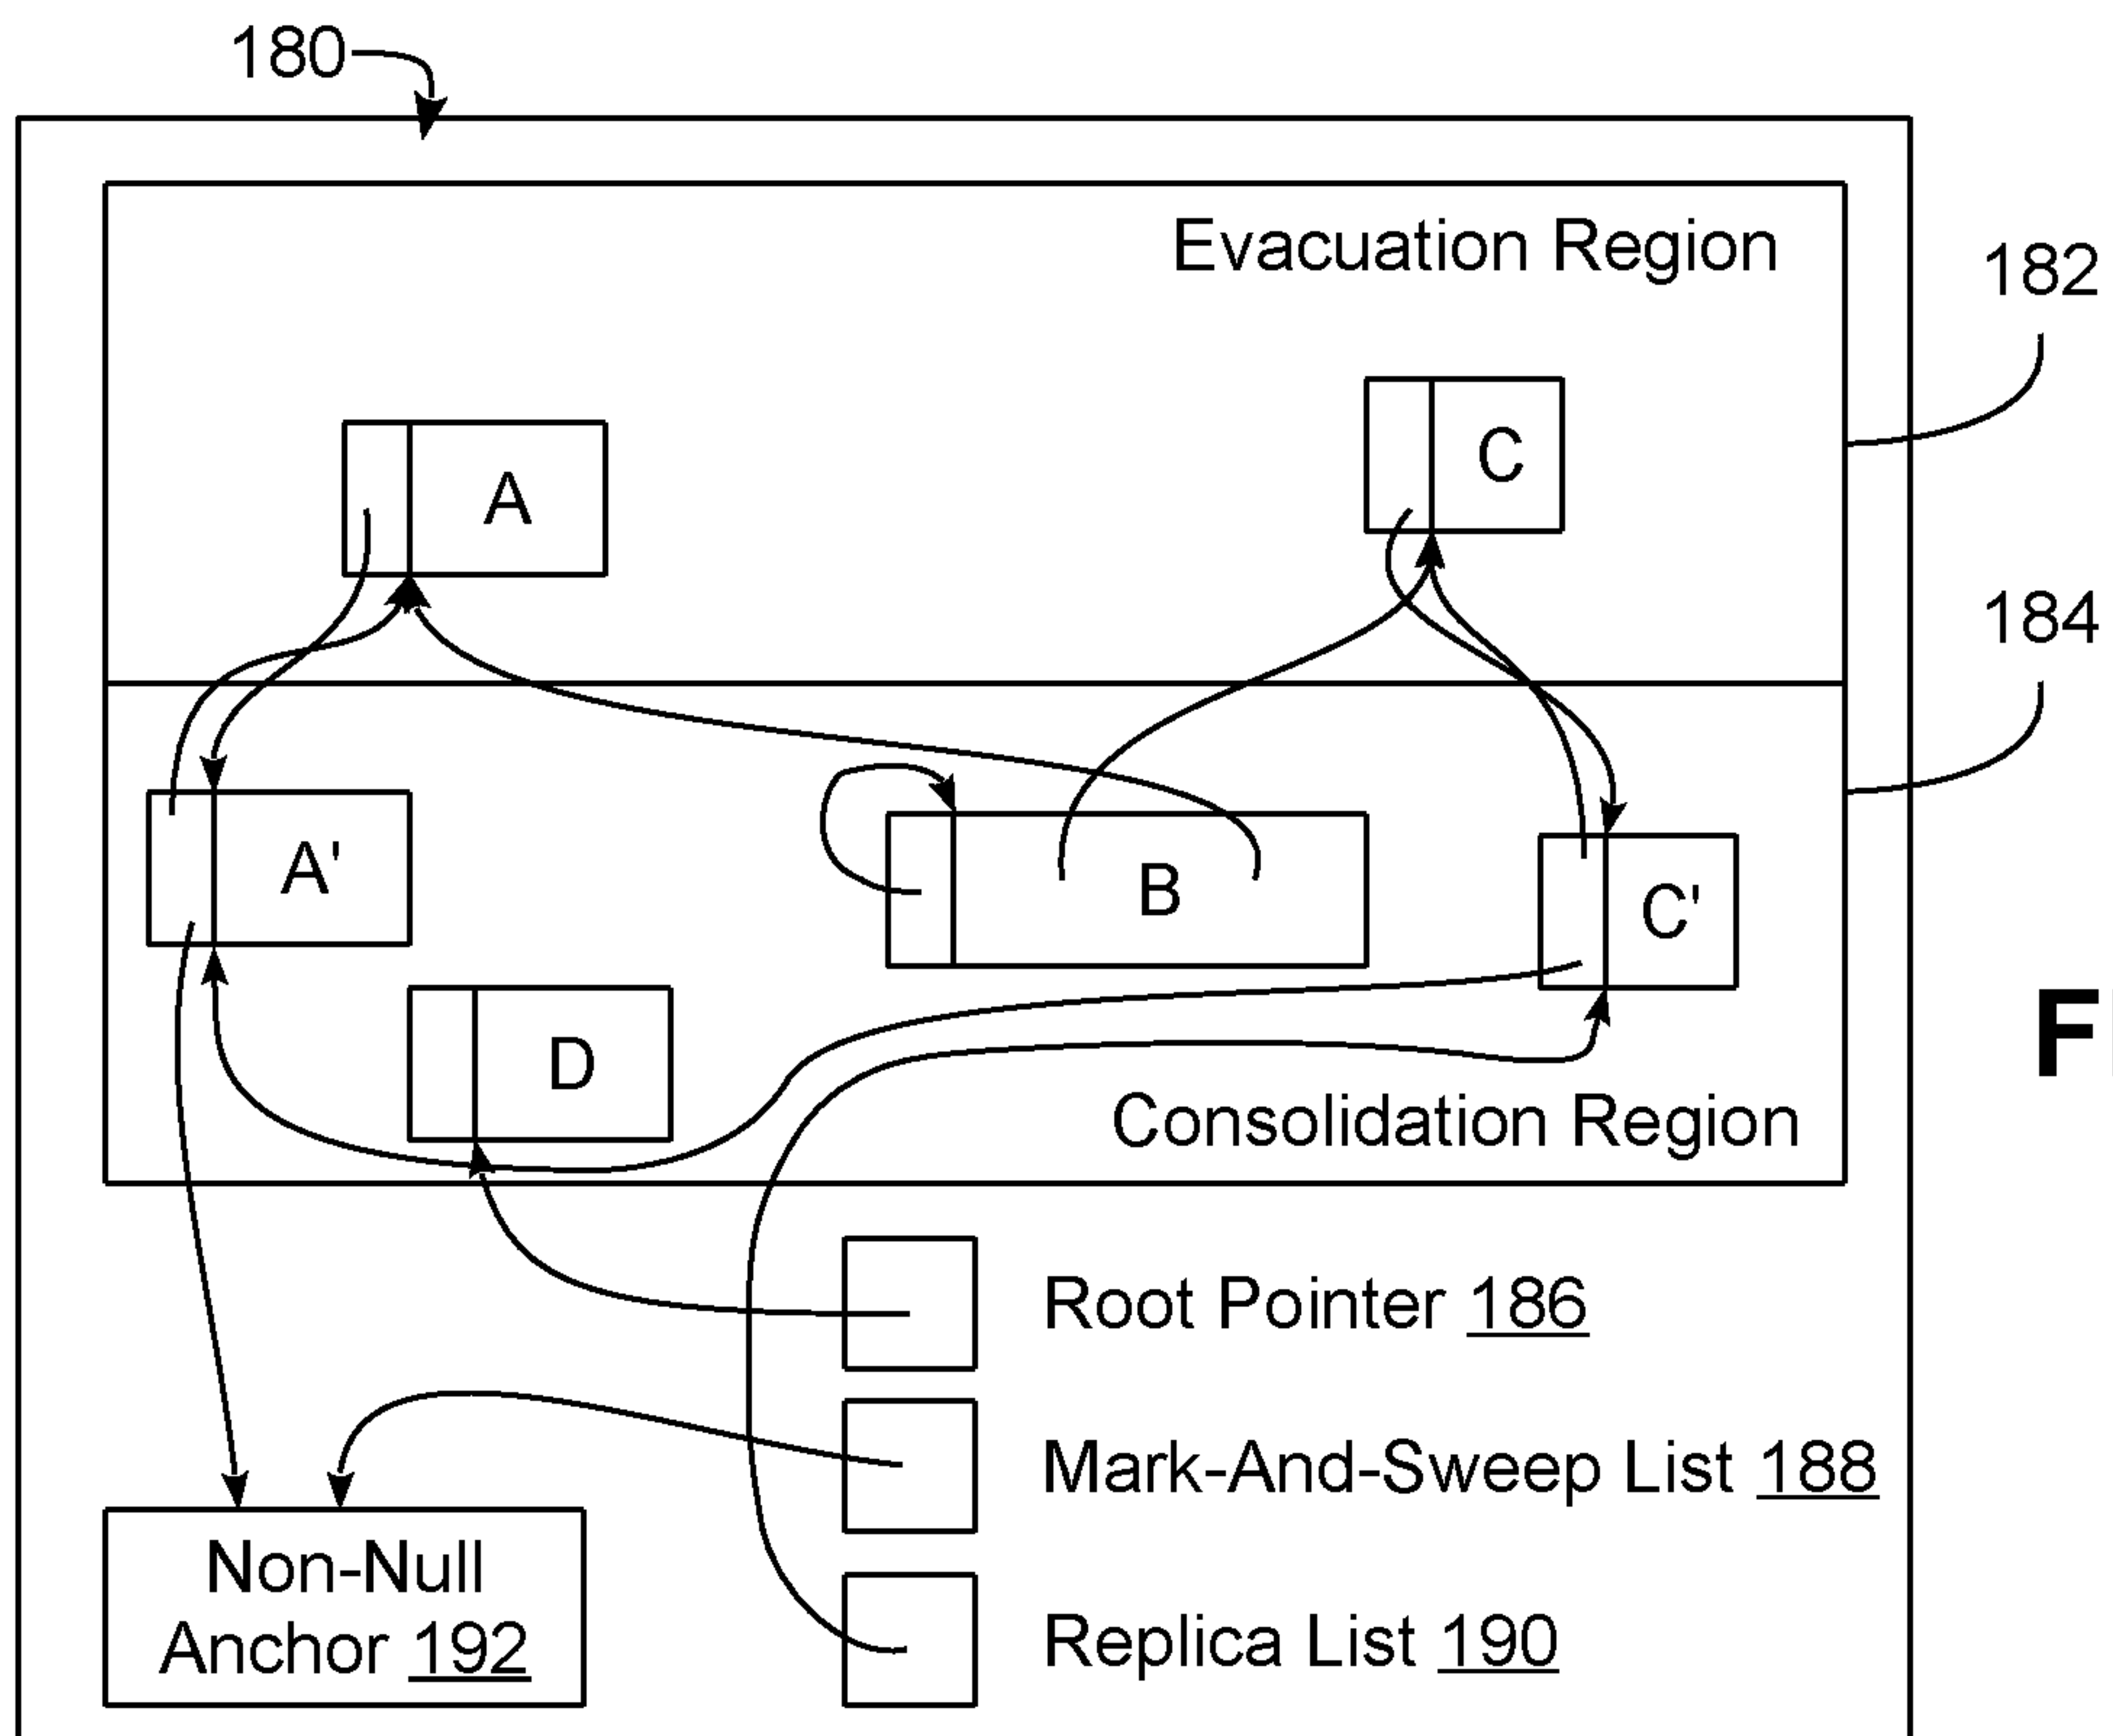 180
Evacuation Region
182
C
A
184
A'
B
C'
D
Consolidation Region
Root Pointer 186
Mark-And-Sweep List 188
Non-Null
Anchor 192
Replica List 190